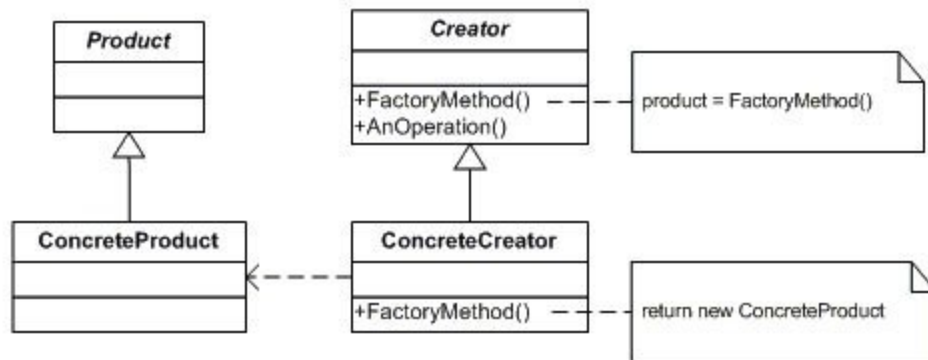 Product
Creator
+FactoryMethod()
+AnOperation()
product = FactoryMethod()
ConcreteProduct
ConcreteCreator
+FactoryMethod()
return new ConcreteProduct